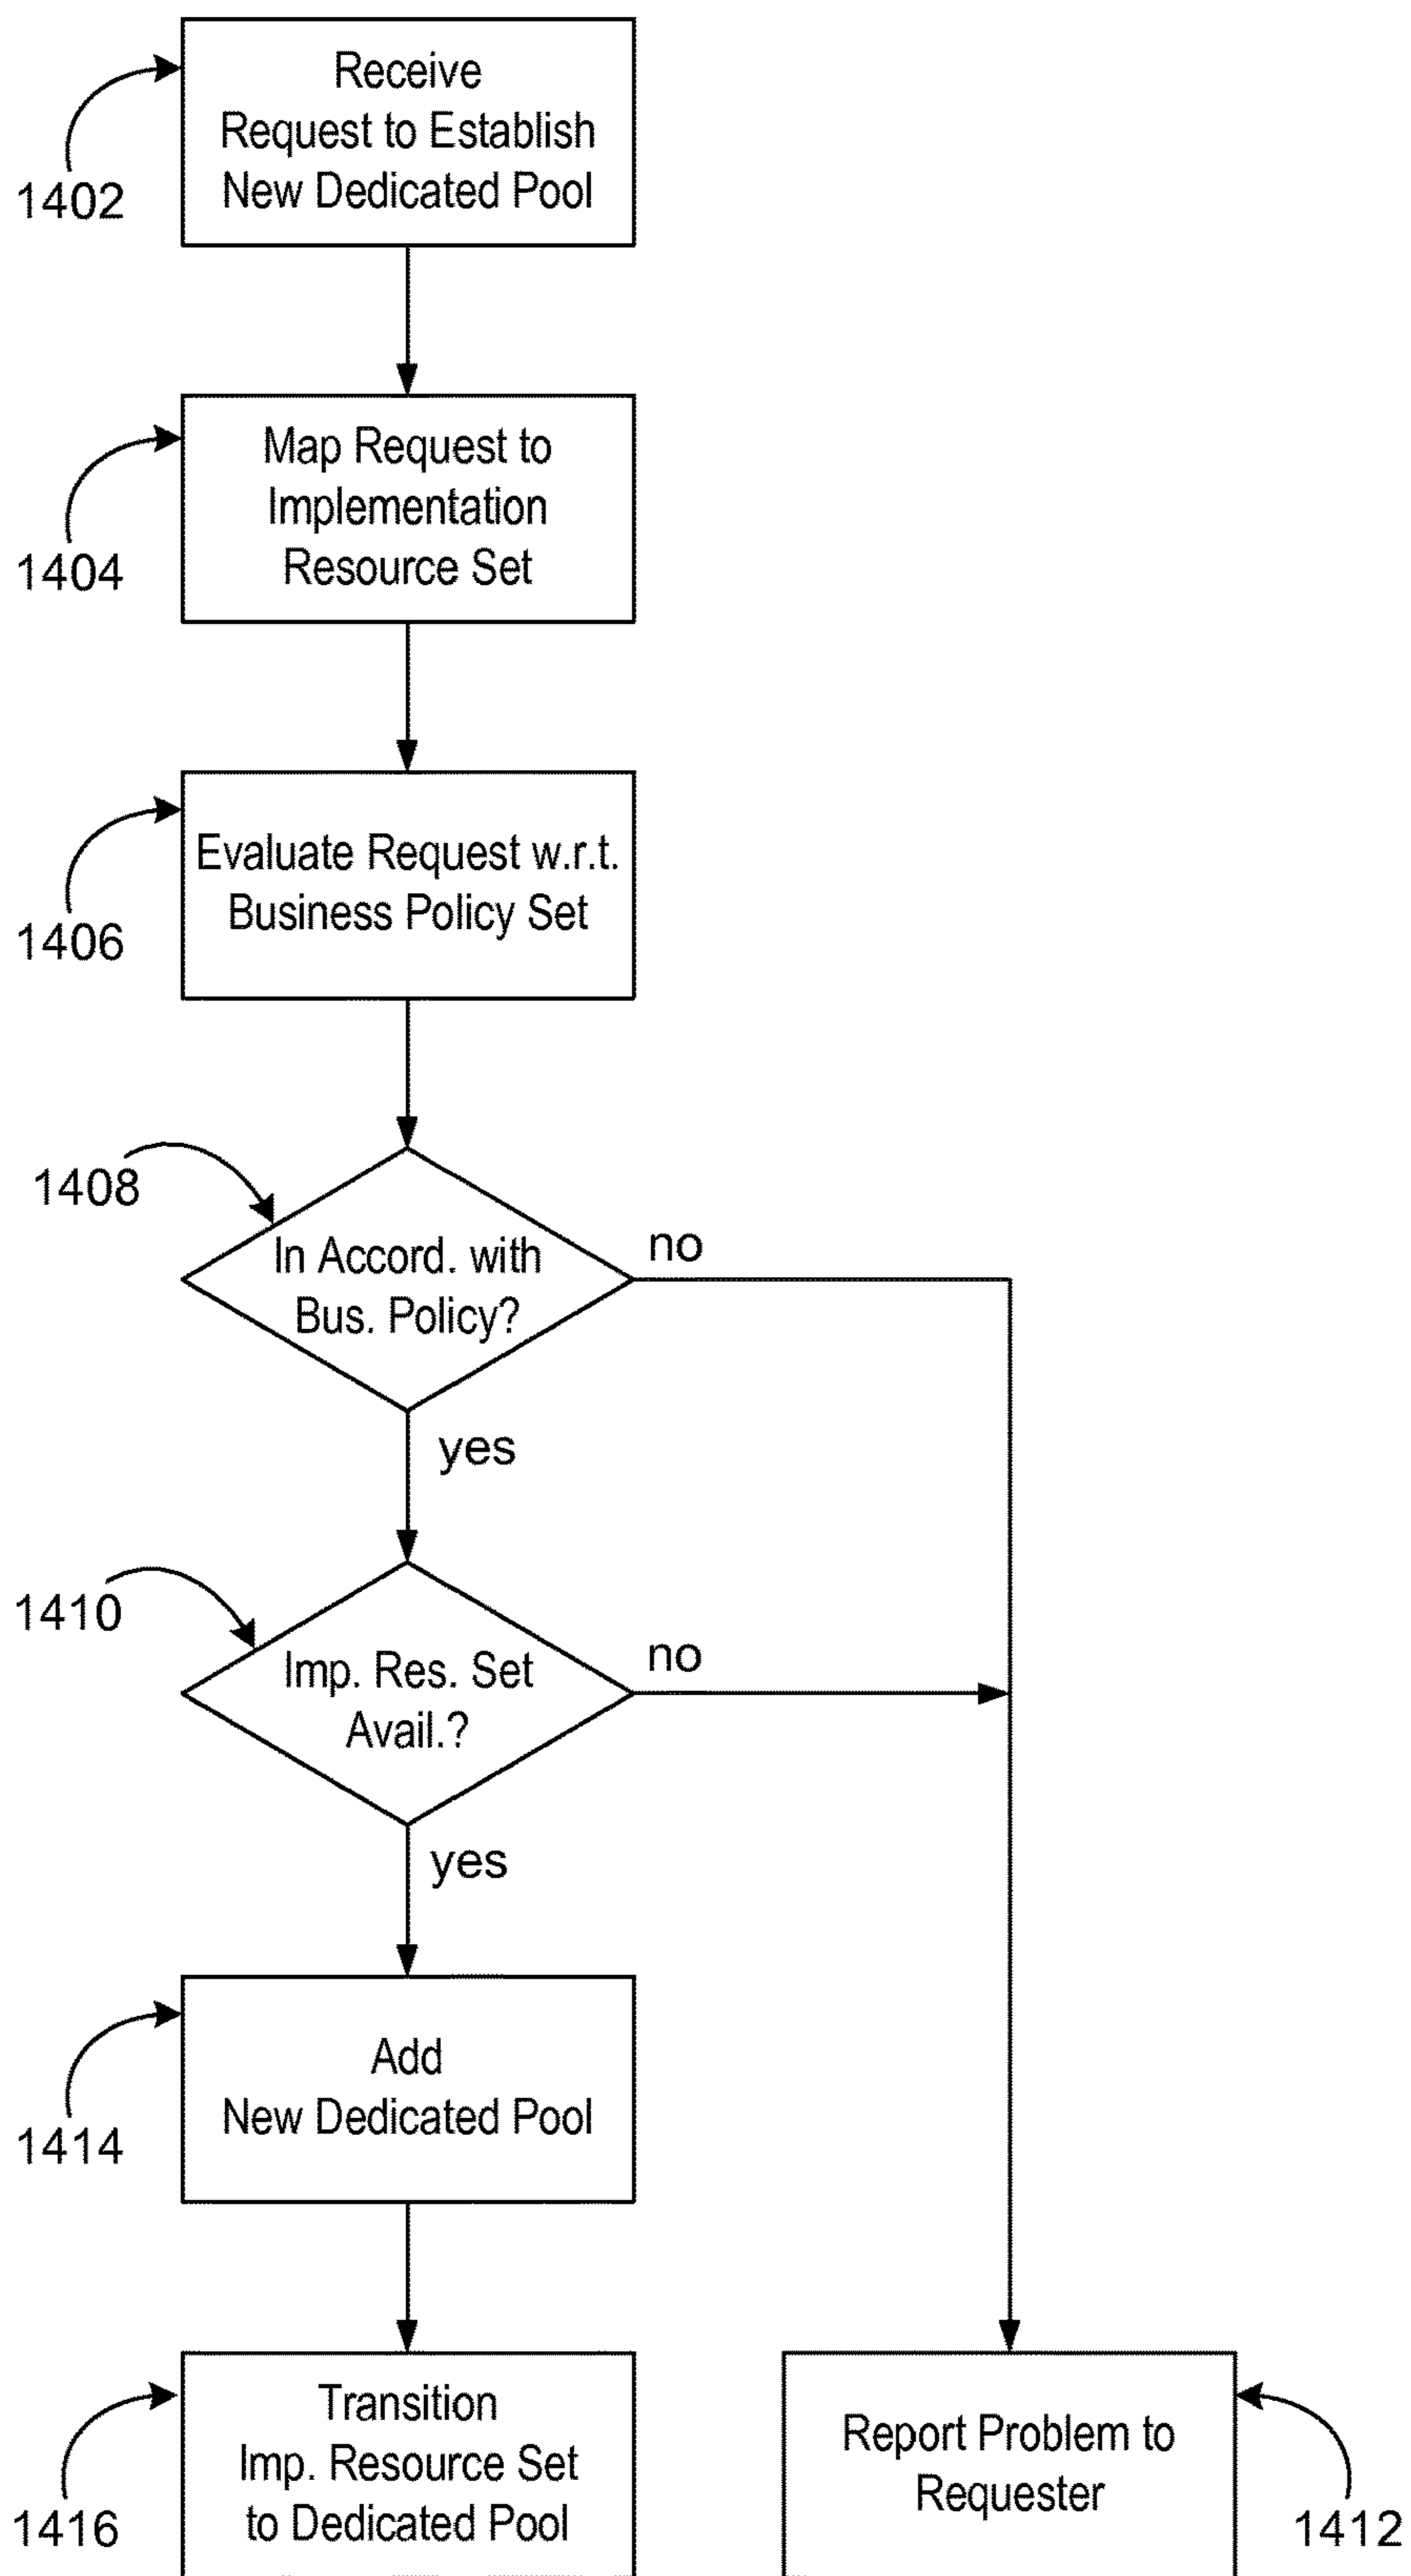 Receive
Request to Establish
New Dedicated Pool
1402
Map Request to
Implementation
Resource Set
1404
Evaluate Request w.r.t.
Business Policy Set
1406
1408
In Accord. with
Bus. Policy?
no
yes
1410
Imp. Res. Set
Avail.?
no
yes
Add
New Dedicated Pool
1414
Transition
Imp. Resource Set
to Dedicated Pool
1416
Report Problem to
Requester
1412